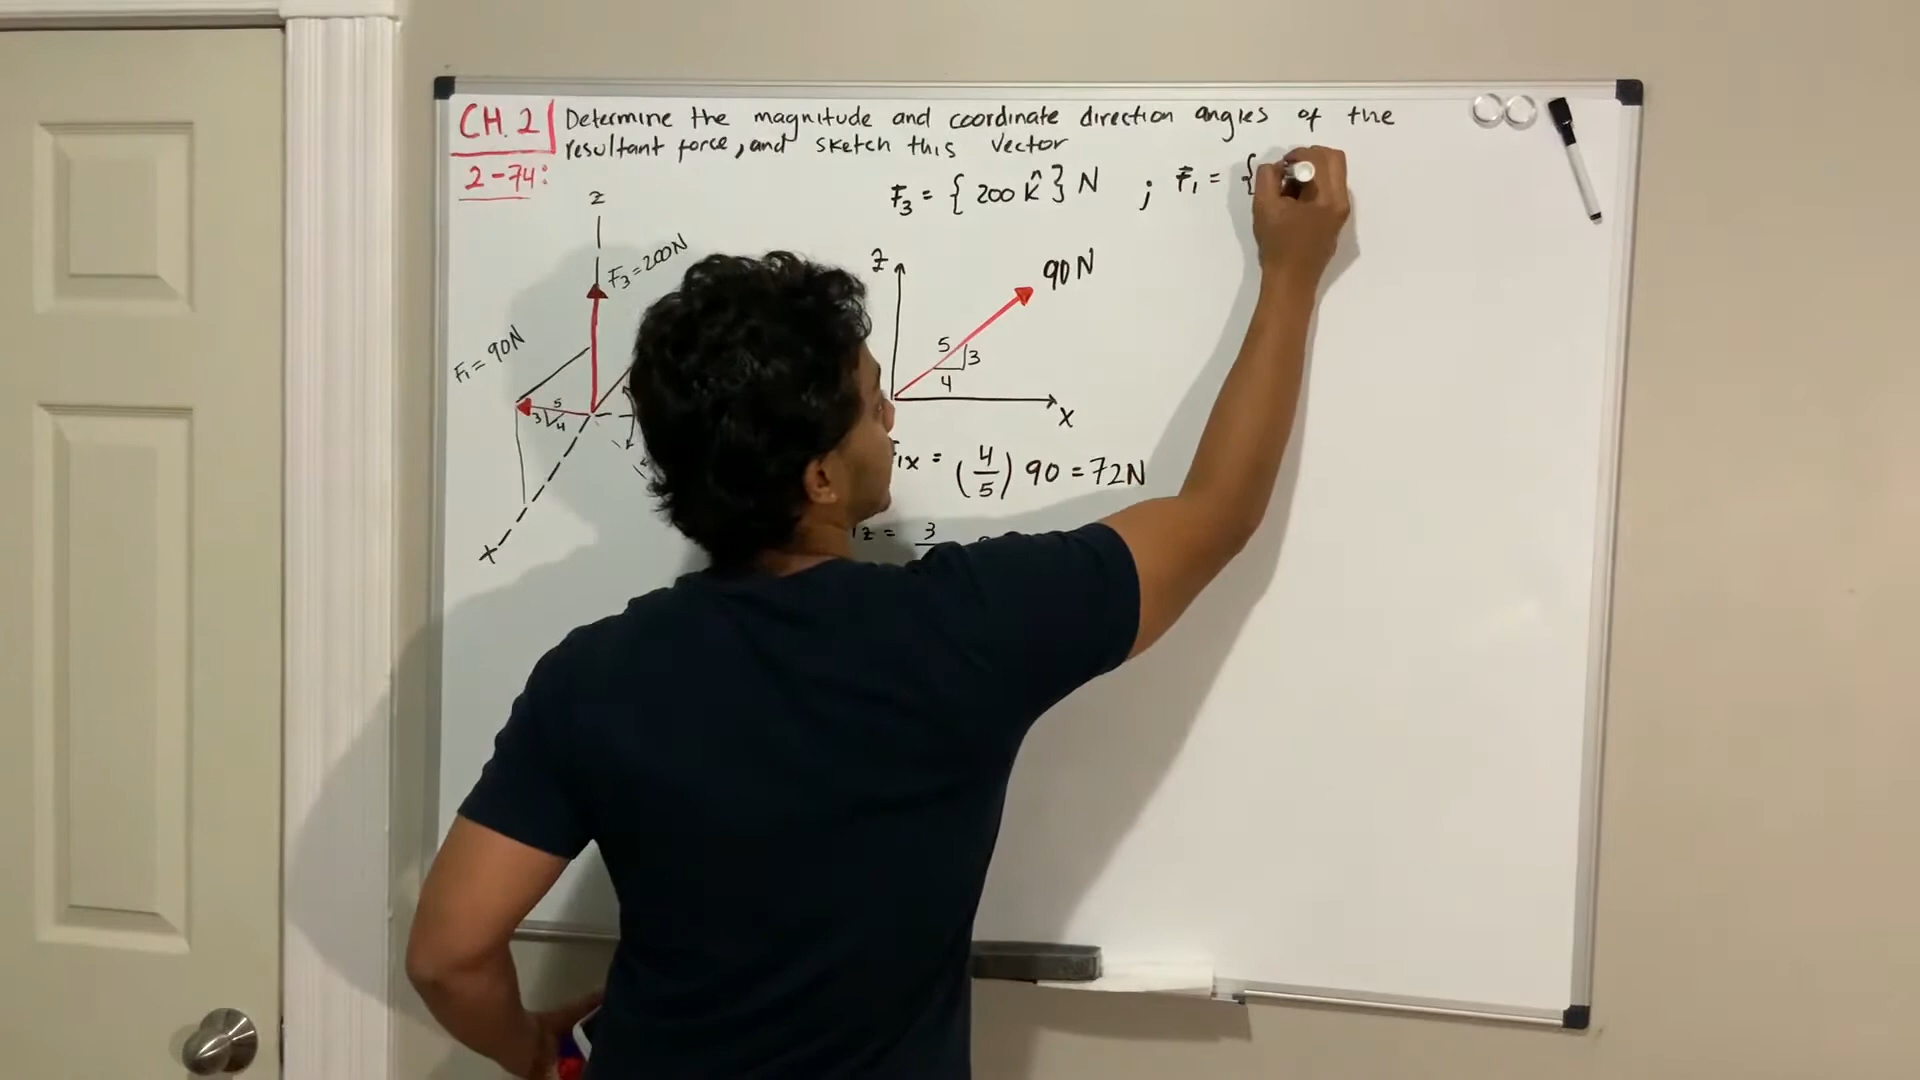 CH. 2
Determine the magnitude and coordinate direction angles of the
resultant force, and sketch this vector
2-74:
F₃ = { 200 k̂ } N ; F₁ = {
z
F₃ = 200N
F₁ = 90N
5
3
4
x
z
90 N
5
3
4
x
1x = (4/5) 90 = 72N
z = 3